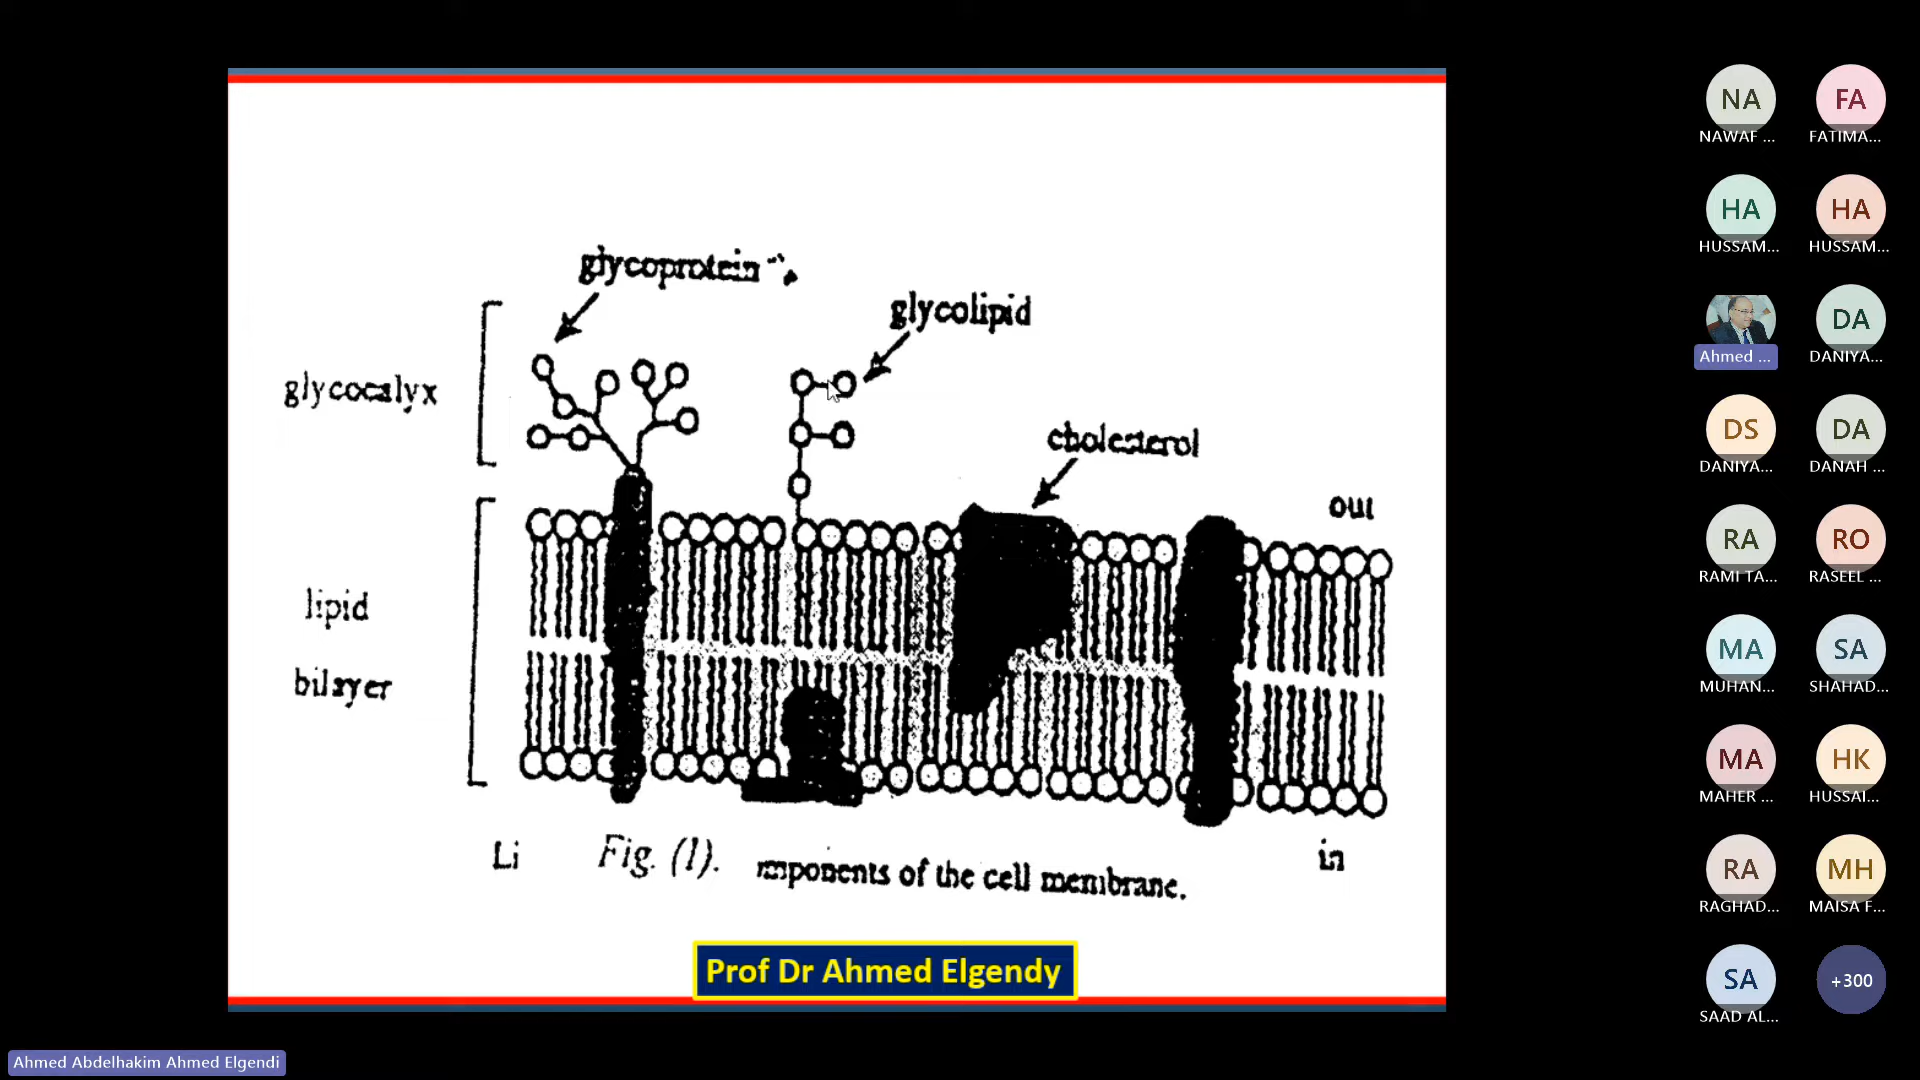 glycoprotein
glycolipid
glycocalyx
cholesterol
out
lipid
bilayer
Li
Fig. (1). mponents of the cell membrane.
in
Prof Dr Ahmed Elgendy
NA
NAWAF ...
FA
FATIMA...
HA
HUSSAM...
HA
HUSSAM...
Ahmed ...
DA
DANIYA...
DS
DANIYA...
DA
DANAH ...
RA
RAMI TA...
RO
RASEEL ...
MA
MUHAN...
SA
SHAHAD...
MA
MAHER ...
HK
HUSSAI...
RA
RAGHAD...
MH
MAISA F...
SA
SAAD AL...
+300
Ahmed Abdelhakim Ahmed Elgendi